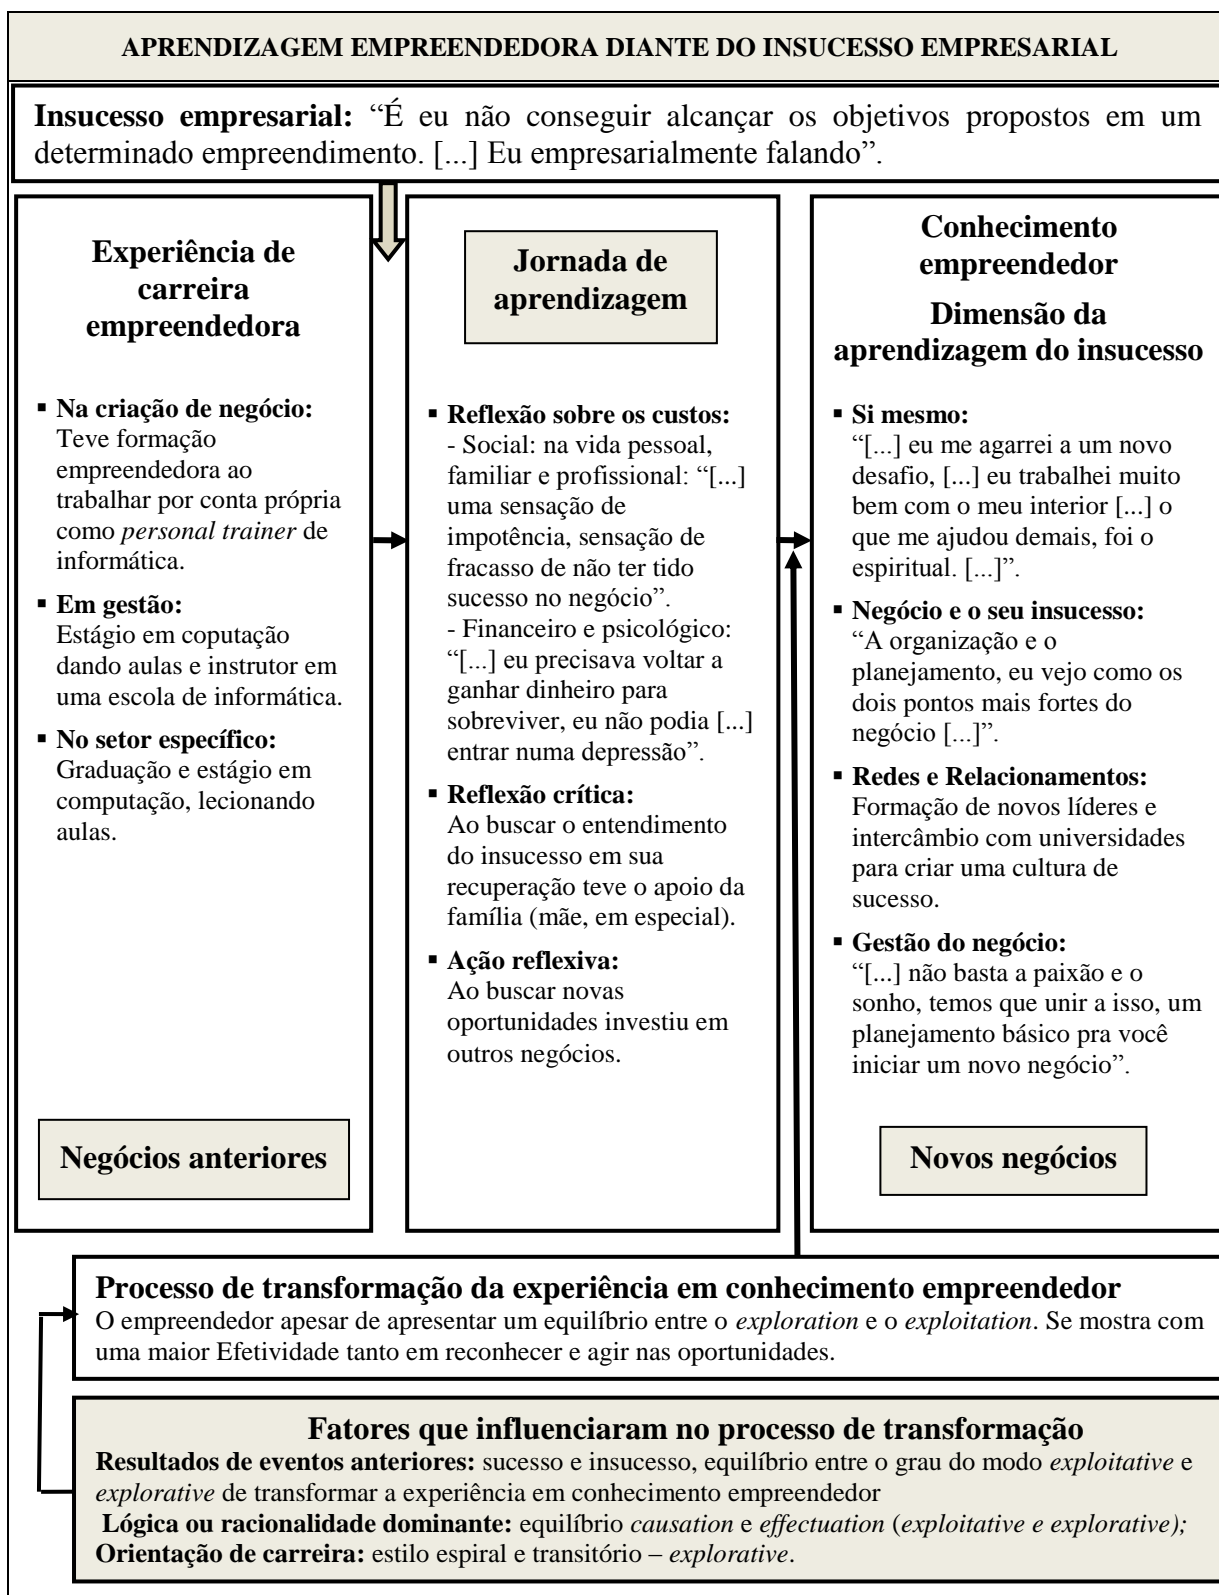 APRENDIZAGEM EMPREENDEDORA DIANTE DO INSUCESSO EMPRESARIAL
Insucesso empresarial: “É eu não conseguir alcançar os objetivos propostos em um
determinado empreendimento. [...] Eu empresarialmente falando”.
Experiência de
carreira
empreendedora
▪ Na criação de negócio:
Teve formação
empreendedora ao
trabalhar por conta própria
como personal trainer de
informática.
▪ Em gestão:
Estágio em coputação
dando aulas e instrutor em
uma escola de informática.
▪ No setor específico:
Graduação e estágio em
computação, lecionando
aulas.
Negócios anteriores
Jornada de
aprendizagem
▪ Reflexão sobre os custos:
- Social: na vida pessoal,
familiar e profissional: “[...]
uma sensação de
impotência, sensação de
fracasso de não ter tido
sucesso no negócio”.
- Financeiro e psicológico:
“[...] eu precisava voltar a
ganhar dinheiro para
sobreviver, eu não podia [...]
entrar numa depressão”.
▪ Reflexão crítica:
Ao buscar o entendimento
do insucesso em sua
recuperação teve o apoio da
família (mãe, em especial).
▪ Ação reflexiva:
Ao buscar novas
oportunidades investiu em
outros negócios.
Conhecimento
empreendedor
Dimensão da
aprendizagem do insucesso
▪ Si mesmo:
“[...] eu me agarrei a um novo
desafio, [...] eu trabalhei muito
bem com o meu interior [...] o
que me ajudou demais, foi o
espiritual. [...]”.
▪ Negócio e o seu insucesso:
“A organização e o
planejamento, eu vejo como os
dois pontos mais fortes do
negócio [...]”.
▪ Redes e Relacionamentos:
Formação de novos líderes e
intercâmbio com universidades
para criar uma cultura de
sucesso.
▪ Gestão do negócio:
“[...] não basta a paixão e o
sonho, temos que unir a isso, um
planejamento básico pra você
iniciar um novo negócio”.
Novos negócios
Processo de transformação da experiência em conhecimento empreendedor
O empreendedor apesar de apresentar um equilíbrio entre o exploration e o exploitation. Se mostra com
uma maior Efetividade tanto em reconhecer e agir nas oportunidades.
Fatores que influenciaram no processo de transformação
Resultados de eventos anteriores: sucesso e insucesso, equilíbrio entre o grau do modo exploitative e
explorative de transformar a experiência em conhecimento empreendedor
Lógica ou racionalidade dominante: equilíbrio causation e effectuation (exploitative e explorative);
Orientação de carreira: estilo espiral e transitório – explorative.